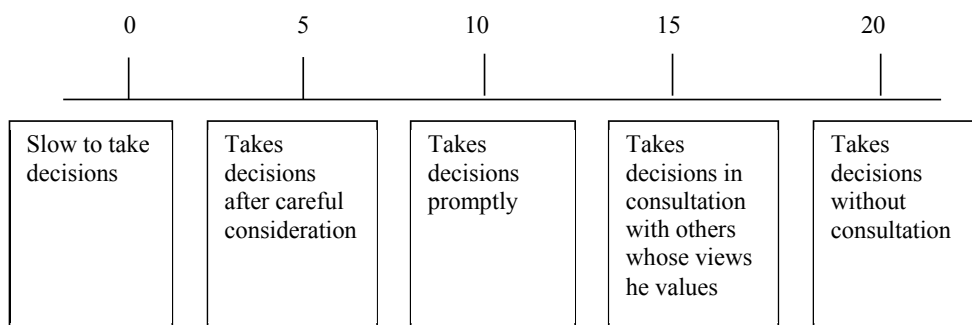 0 5 10 15 20
Slow to take
decisions
Takes
decisions
after careful
consideration
Takes
decisions
promptly
Takes
decisions in
consultation
with others
whose views
he values
Takes
decisions
without
consultation